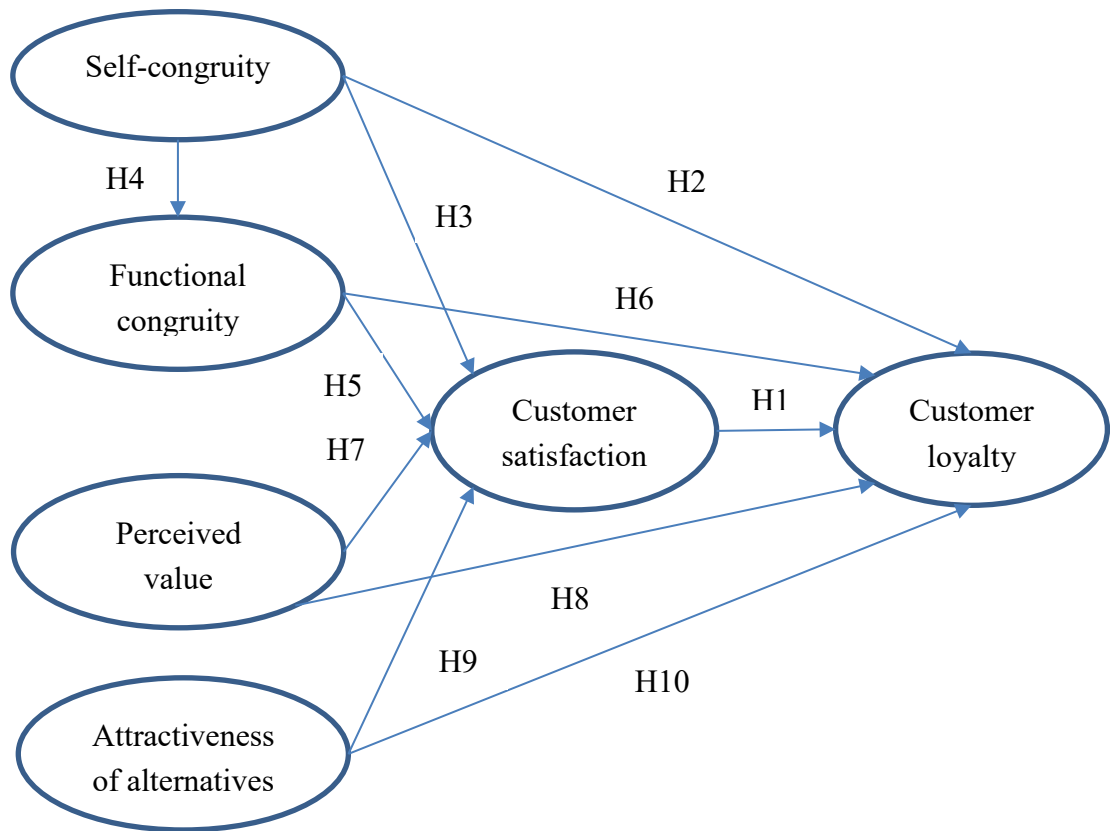 Self-congruity
H4
H2
H3
Functional
congruity
H6
H5
H7
Customer
satisfaction
H1
Customer
loyalty
Perceived
value
H8
H9
H10
Attractiveness
of alternatives